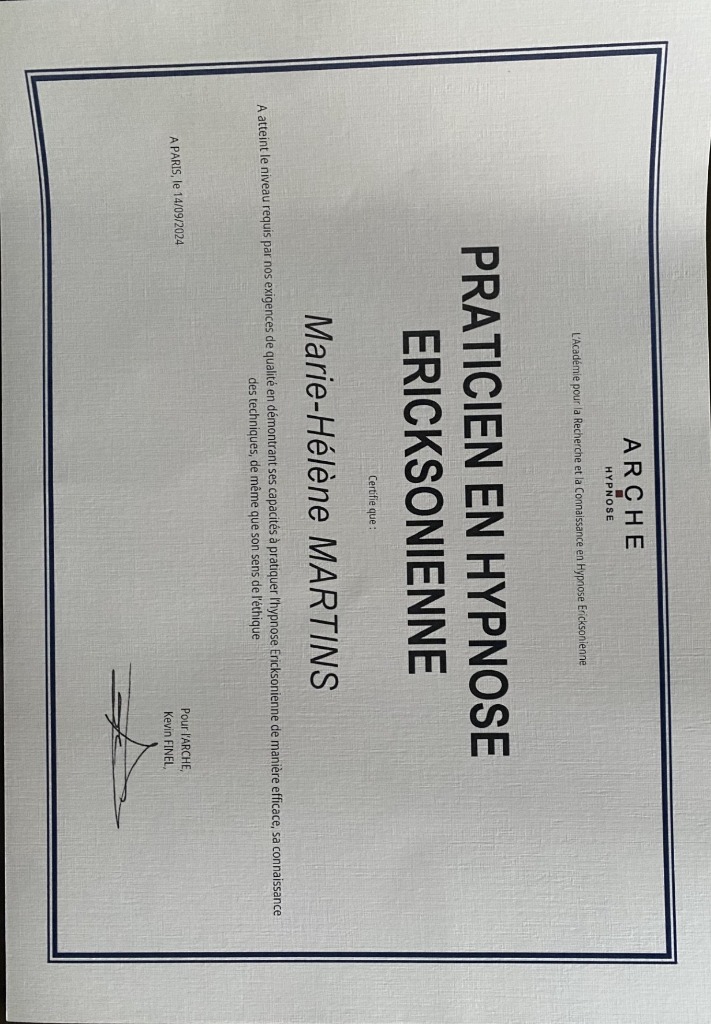 ARCHE
HYPNOSE
L'Académie pour la Recherche et la Connaissance en Hypnose Ericksonienne
PRATICIEN EN HYPNOSE
ERICKSONIENNE
Certifie que :
Marie-Hélène MARTINS
A atteint le niveau requis par nos exigences de qualité en démontrant ses capacités à pratiquer l'hypnose Ericksonienne de manière efficace, sa connaissance
des techniques, de même que son sens de l'éthique
A PARIS, le 14/09/2024
Pour l'ARCHE,
Kevin FINEL,